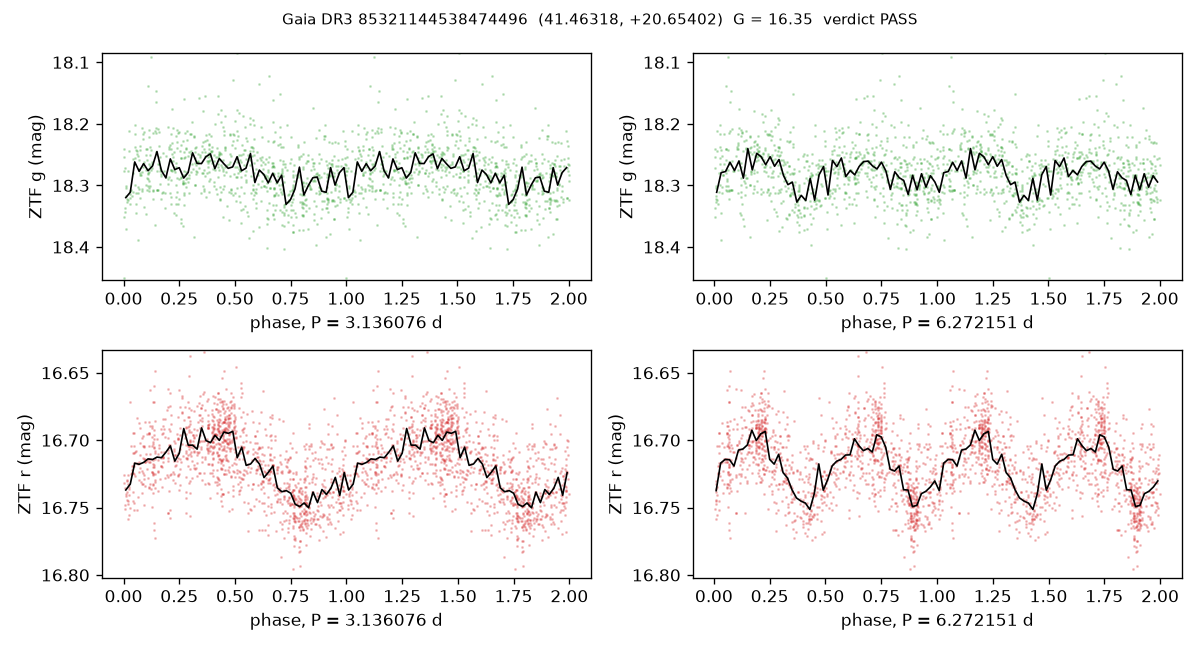 Gaia DR3 85321144538474496  (41.46318, +20.65402)  G = 16.35  verdict PASS
18.1
18.2
18.3
18.4
ZTF g (mag)
0.00 0.25 0.50 0.75 1.00 1.25 1.50 1.75 2.00
phase, P = 3.136076 d
18.1
18.2
18.3
18.4
ZTF g (mag)
0.00 0.25 0.50 0.75 1.00 1.25 1.50 1.75 2.00
phase, P = 6.272151 d
16.65
16.70
16.75
16.80
ZTF r (mag)
0.00 0.25 0.50 0.75 1.00 1.25 1.50 1.75 2.00
phase, P = 3.136076 d
16.65
16.70
16.75
16.80
ZTF r (mag)
0.00 0.25 0.50 0.75 1.00 1.25 1.50 1.75 2.00
phase, P = 6.272151 d